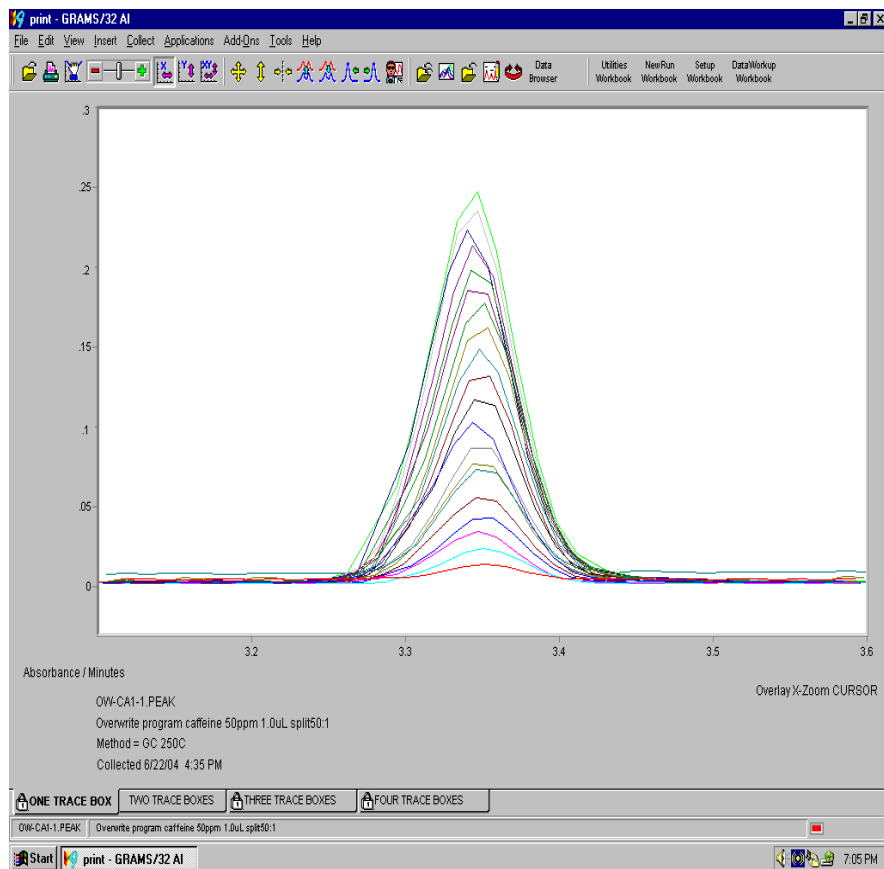 print - GRAMS/32 AI
File Edit View Insert Collect Applications Add-Ons Tools Help
X Y XY Data Browser Utilities Workbook NewRun Workbook Setup Workbook DataWorkup Workbook
.3
.25
.2
.15
.1
.05
0
3.2 3.3 3.4 3.5 3.6
Absorbance / Minutes
Overlay X-Zoom CURSOR
OW-CA1-1.PEAK
Overwrite program caffeine 50ppm 1.0uL split50:1
Method = GC 250C
Collected 6/22/04 4:35 PM
ONE TRACE BOX TWO TRACE BOXES THREE TRACE BOXES FOUR TRACE BOXES
OW-CA1-1.PEAK Overwrite program caffeine 50ppm 1.0uL split50:1
Start print - GRAMS/32 AI 7:05 PM